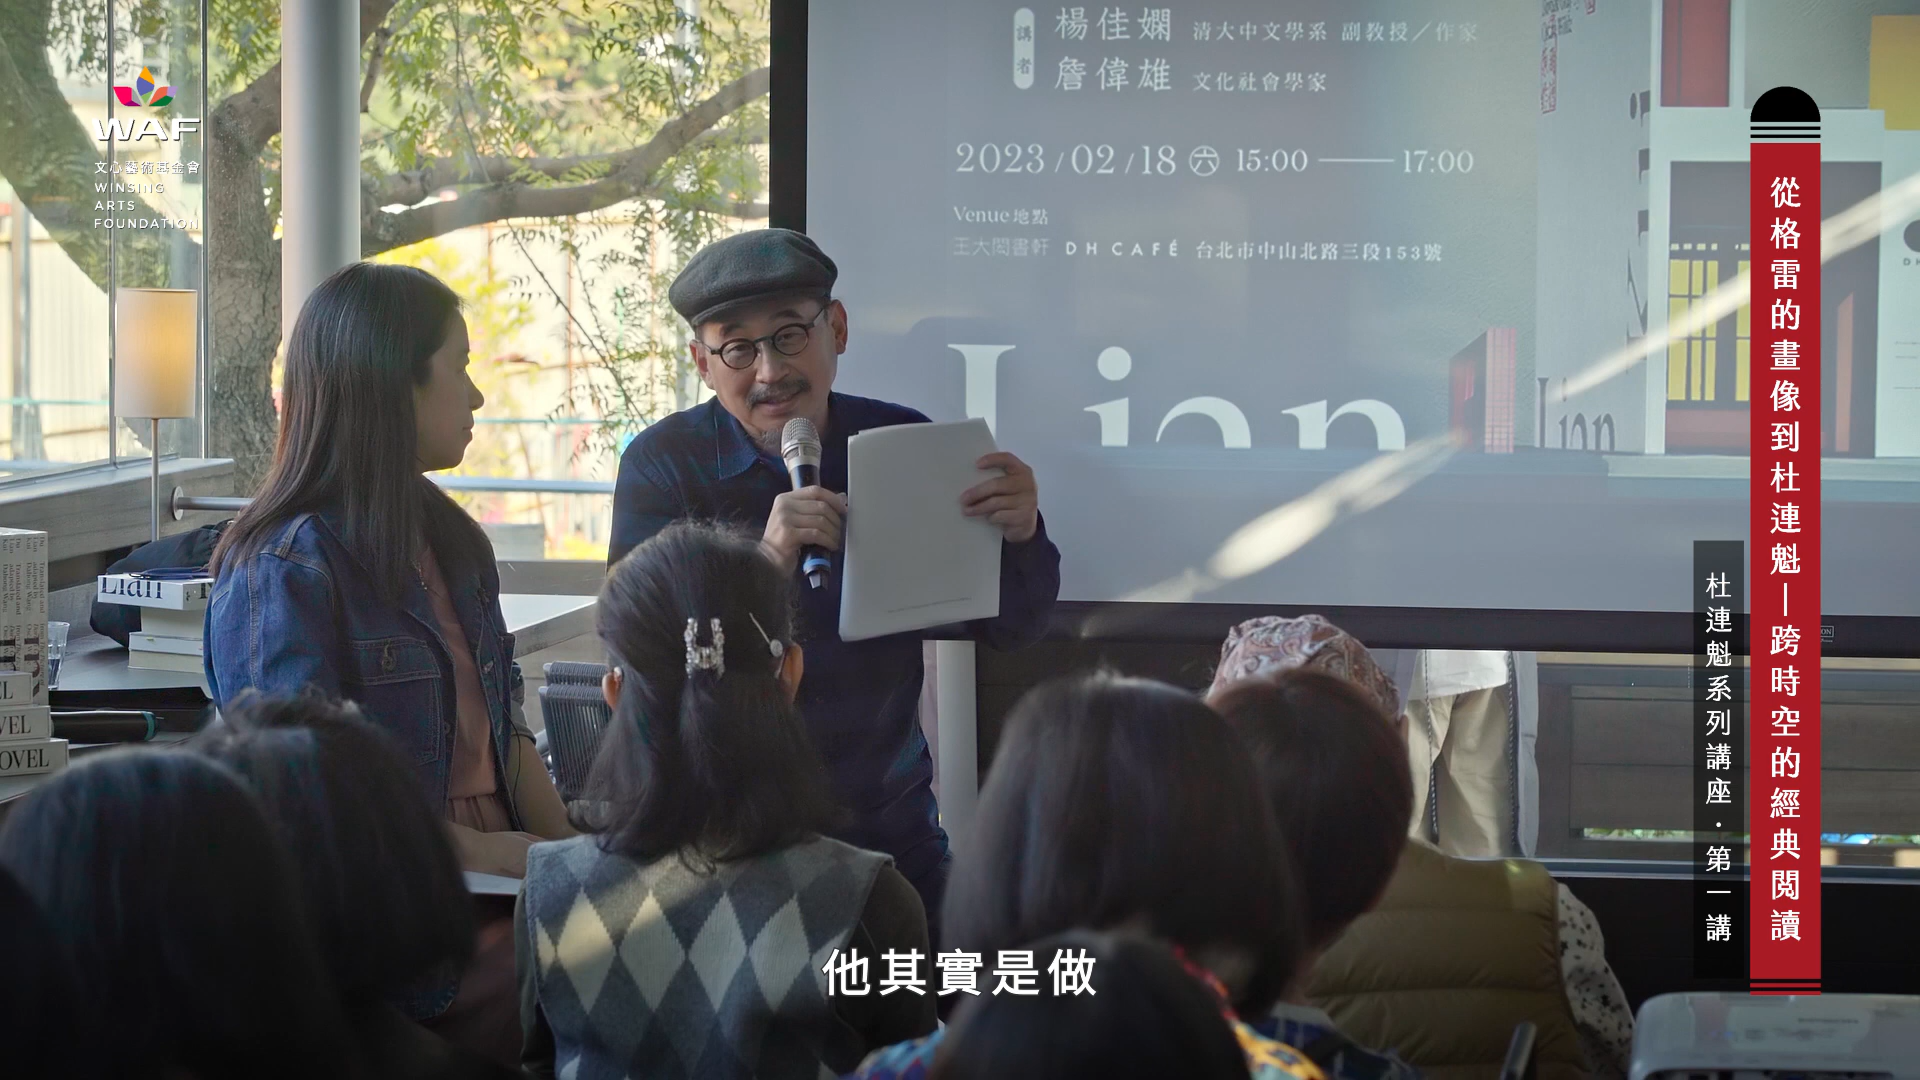 WAF
文心藝術基金會
WINSING
ARTS
FOUNDATION
講者
楊佳嫻 清大中文學系 副教授／作家
詹偉雄 文化社會學家
2023/02/18 ㊅ 15:00 — 17:00
Venue 地點
王大閎書軒 DH CAFÉ 台北市中山北路三段153號
Lian
Lian
Lian
VEL
NOVEL
從格雷的畫像到杜連魁—跨時空的經典閱讀
杜連魁系列講座．第一講
他其實是做